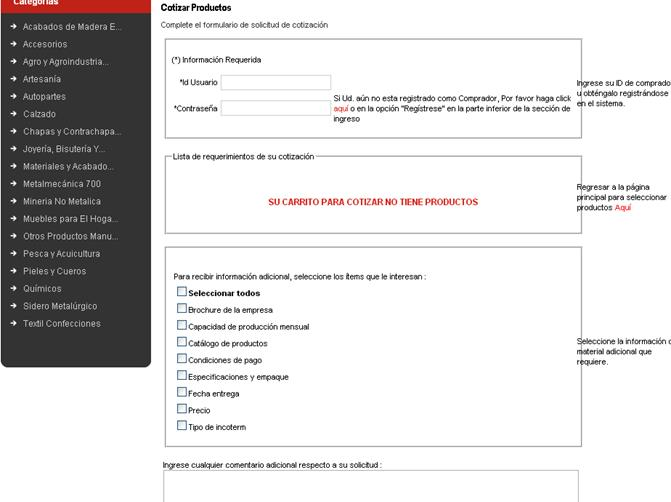 Categorías
Acabados de Madera E...
Accesorios
Agro y Agroindustria...
Artesanía
Autopartes
Calzado
Chapas y Contrachapa...
Joyería, Bisutería Y...
Materiales y Acabado...
Metalmecánica 700
Mineria No Metalica
Muebles para El Hoga...
Otros Productos Manu...
Pesca y Acuicultura
Pieles y Cueros
Químicos
Sidero Metalúrgico
Textil Confecciones
Cotizar Productos
Complete el formulario de solicitud de cotización
(*) Información Requerida
*Id Usuario
*Contraseña
Si Ud. aún no esta registrado como Comprador, Por favor haga click
aquí o en la opción "Regístrese" en la parte inferior de la sección de
ingreso
Ingrese su ID de comprado
u obténgalo registrándose
en el sistema.
Lista de requerimientos de su cotización
SU CARRITO PARA COTIZAR NO TIENE PRODUCTOS
Regresar a la página
principal para seleccionar
productos Aquí
Para recibir información adicional, seleccione los ítems que le interesan :
Seleccionar todos
Brochure de la empresa
Capacidad de producción mensual
Catálogo de productos
Condiciones de pago
Especificaciones y empaque
Fecha entrega
Precio
Tipo de incoterm
Seleccione la información o
material adicional que
requiere.
Ingrese cualquier comentario adicional respecto a su solicitud :